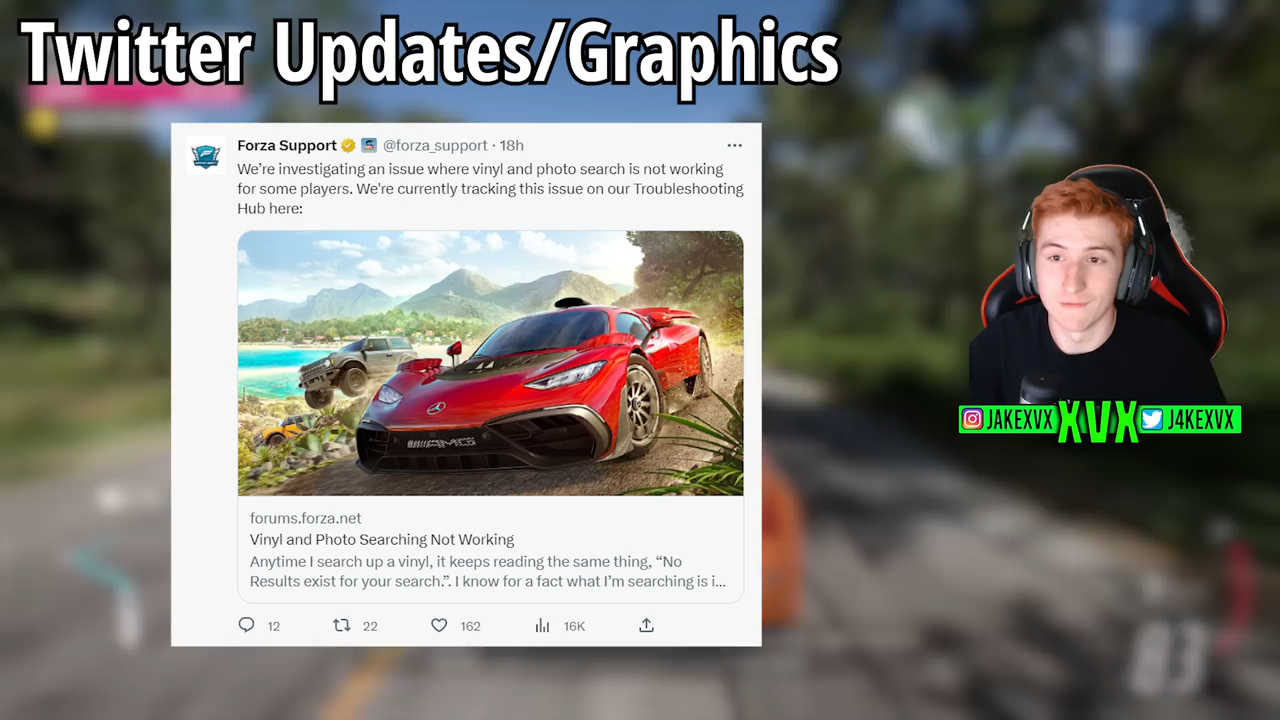 Twitter Updates/Graphics
Forza Support @forza_support · 18h
We're investigating an issue where vinyl and photo search is not working
for some players. We're currently tracking this issue on our Troubleshooting
Hub here:
forums.forza.net
Vinyl and Photo Searching Not Working
Anytime I search up a vinyl, it keeps reading the same thing, “No
Results exist for your search.”. I know for a fact what I'm searching is i...
12 22 162 16K
JAKEXVX XVX J4KEXVX
83